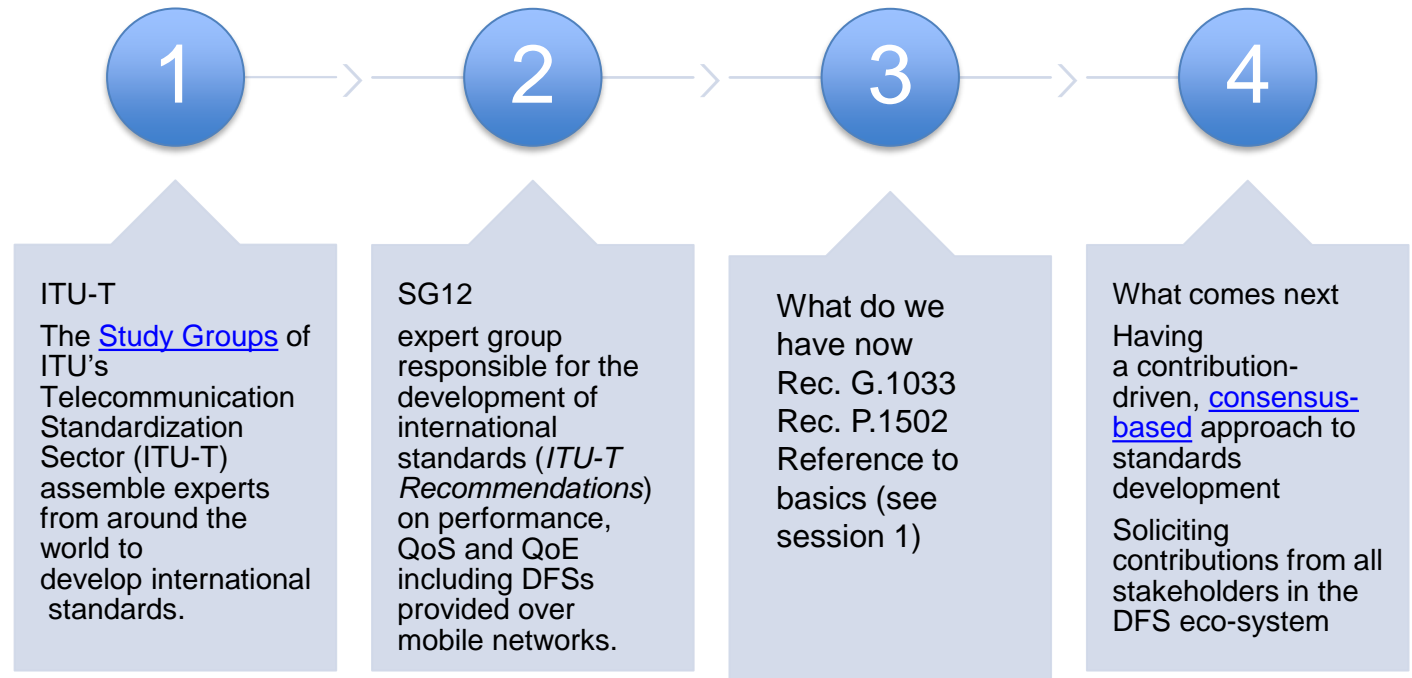 1
2
3
4
ITU-T
The Study Groups of
ITU’s
Telecommunication
Standardization
Sector (ITU-T)
assemble experts
from around the
world to
develop international
standards.
SG12
expert group
responsible for the
development of
international
standards (ITU-T
Recommendations)
on performance,
QoS and QoE
including DFSs
provided over
mobile networks.
What do we
have now
Rec. G.1033
Rec. P.1502
Reference to
basics (see
session 1)
What comes next
Having
a contribution-
driven, consensus-
based approach to
standards
development
Soliciting
contributions from all
stakeholders in the
DFS eco-system